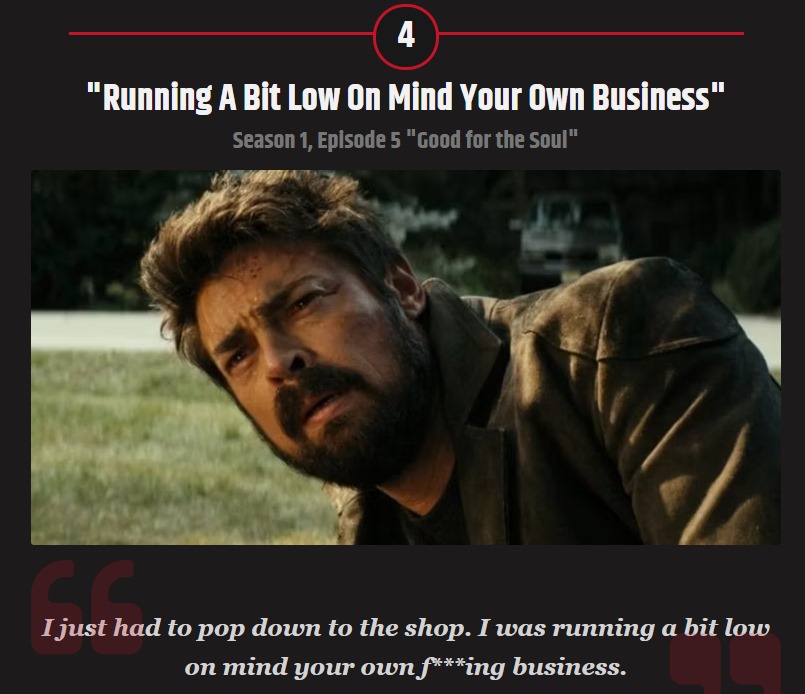 4
"Running A Bit Low On Mind Your Own Business"
Season 1, Episode 5 "Good for the Soul"
I just had to pop down to the shop. I was running a bit low
on mind your own f***ing business.